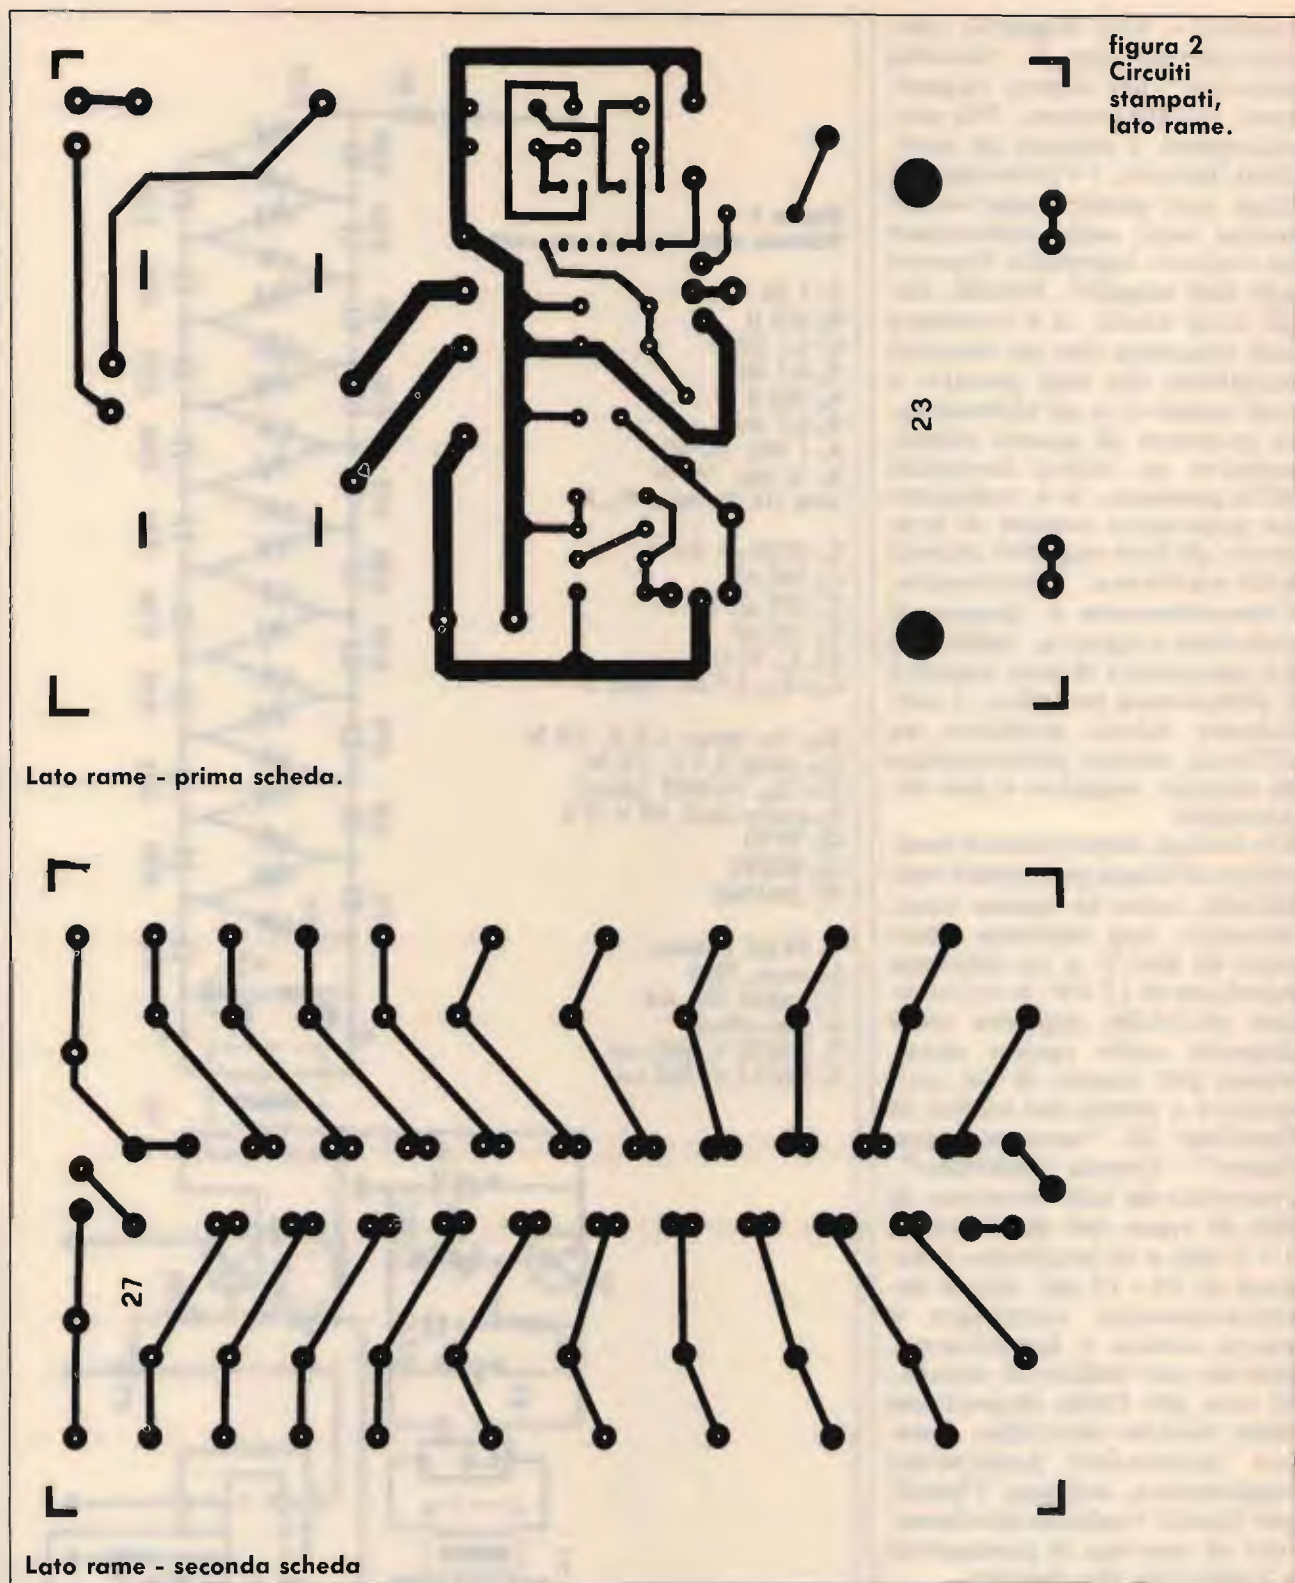 figura 2
Circuiti
stampati,
lato rame.
23
Lato rame - prima scheda.
27
Lato rame - seconda scheda